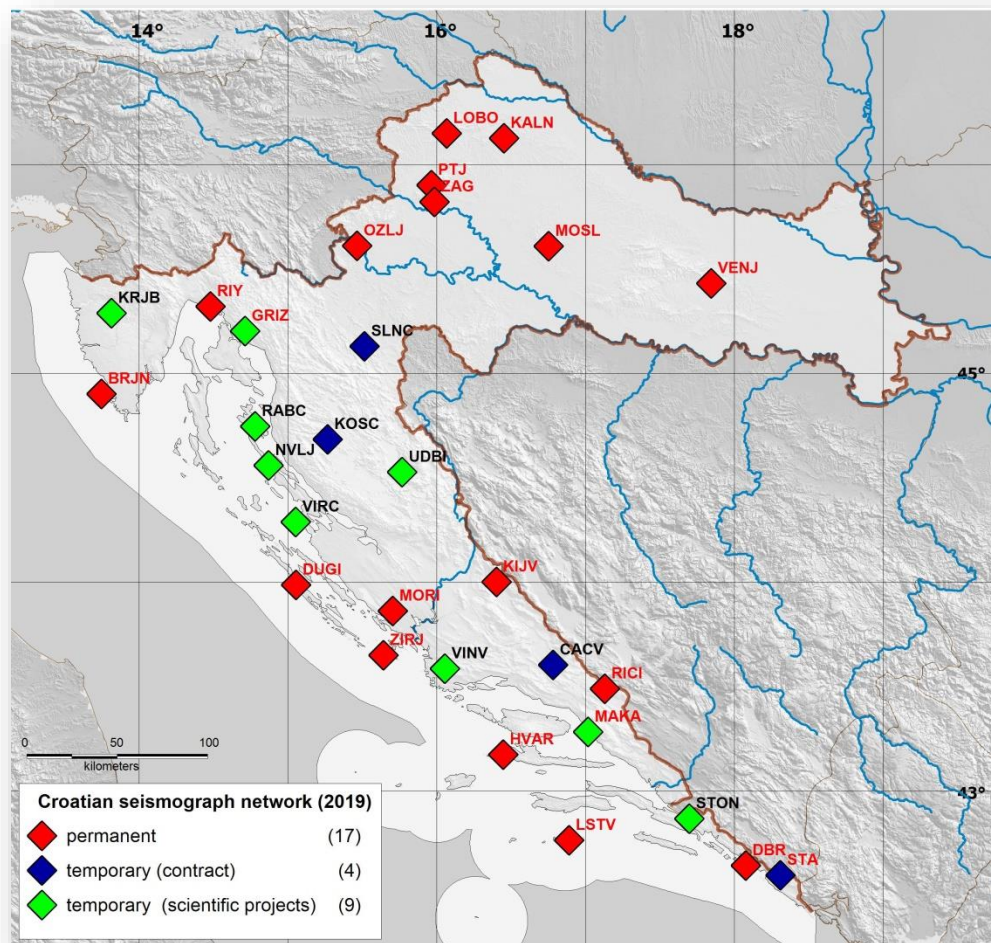 14° 16° 18°
LOBO KALN
PTJ
ZAG
OZLJ MOSL
VENJ
KRJB RIY
GRIZ
SLNC
45°
BRJN
RABC KOSC
NVLJ UDBI
VIRC
DUGI KIJV
MORI
ZIRJ
VINV CACV
RICI
MAKA
HVAR
0 50 100
kilometers
43°
STON
LSTV
DBR STA
Croatian seismograph network (2019)
permanent (17)
temporary (contract) (4)
temporary (scientific projects) (9)